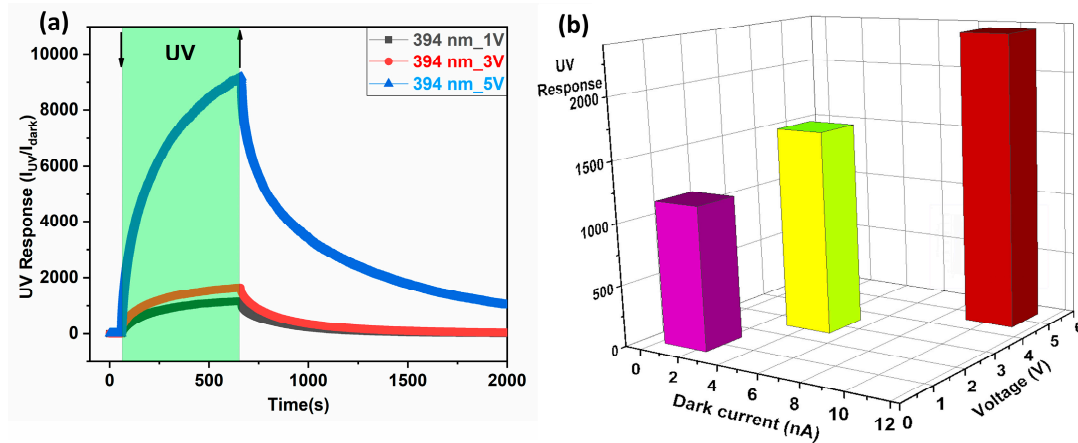 (a)
UV
394 nm_1V
394 nm_3V
394 nm_5V
10000
8000
6000
4000
2000
0
UV Response (IUV/Idark)
0
500
1000
1500
2000
Time(s)
(b)
UV
Response
2000
1500
1000
500
0
0
2
4
6
8
10
12
Dark current (nA)
0
1
2
3
4
5
6
Voltage (V)